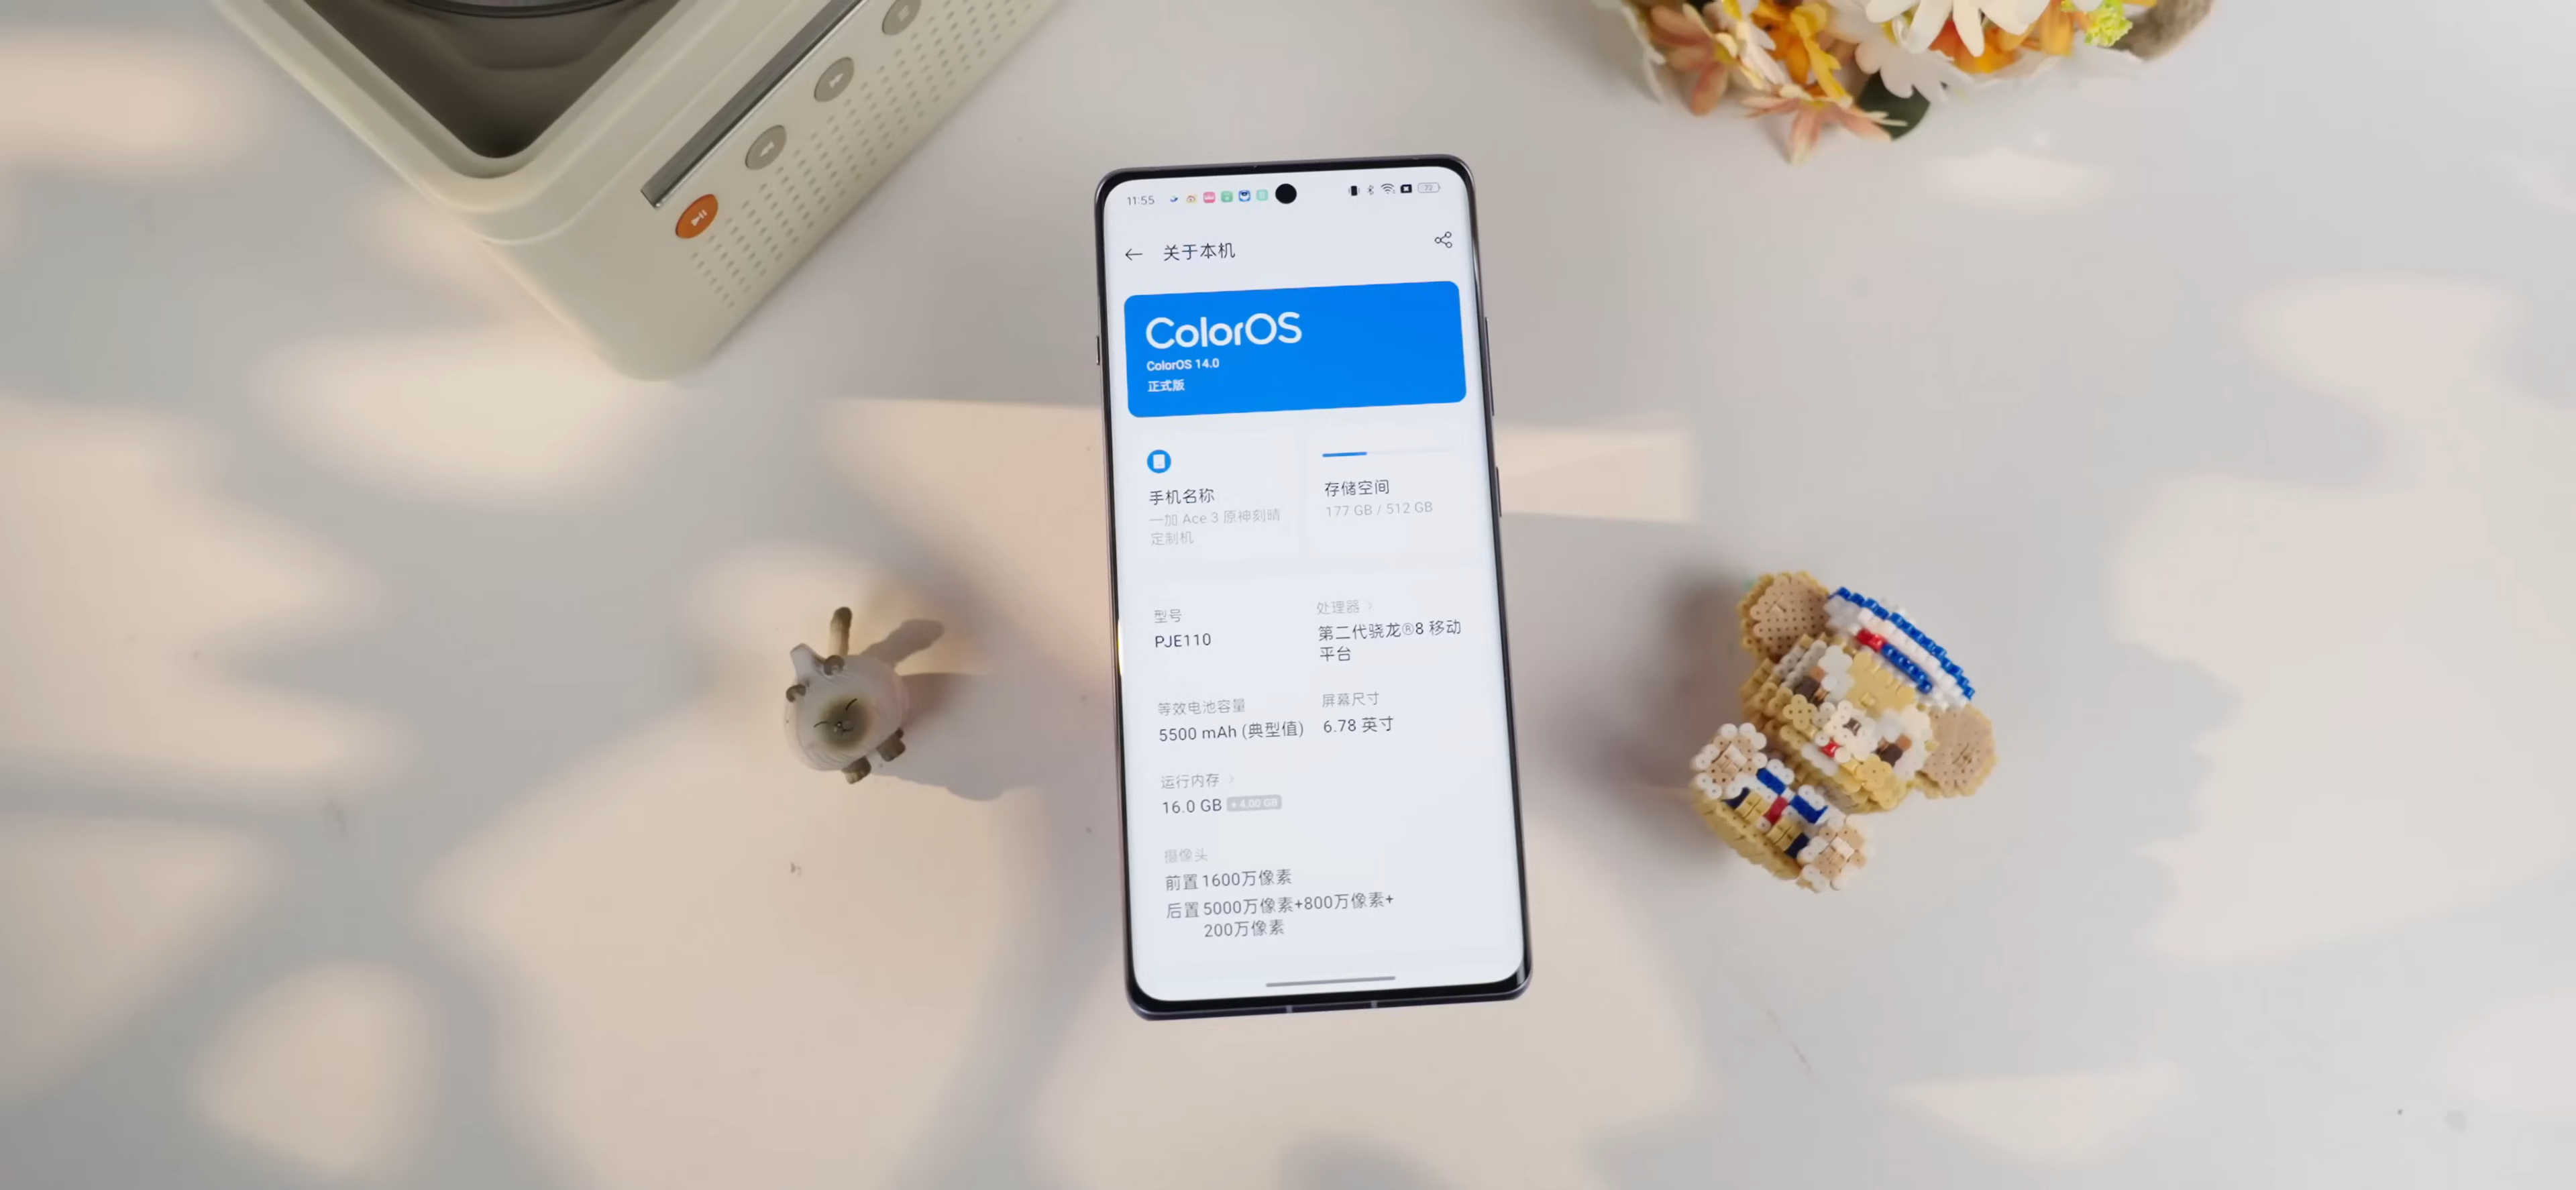 11:55
72
关于本机
ColorOS
ColorOS 14.0
正式版
手机名称
一加 Ace 3 原神刻晴
定制机
存储空间
177 GB / 512 GB
型号
PJE110
处理器
第二代骁龙®8 移动
平台
等效电池容量
5500 mAh (典型值)
屏幕尺寸
6.78 英寸
运行内存
16.0 GB + 4.00 GB
摄像头
前置 1600万像素
后置 5000万像素+800万像素+
200万像素